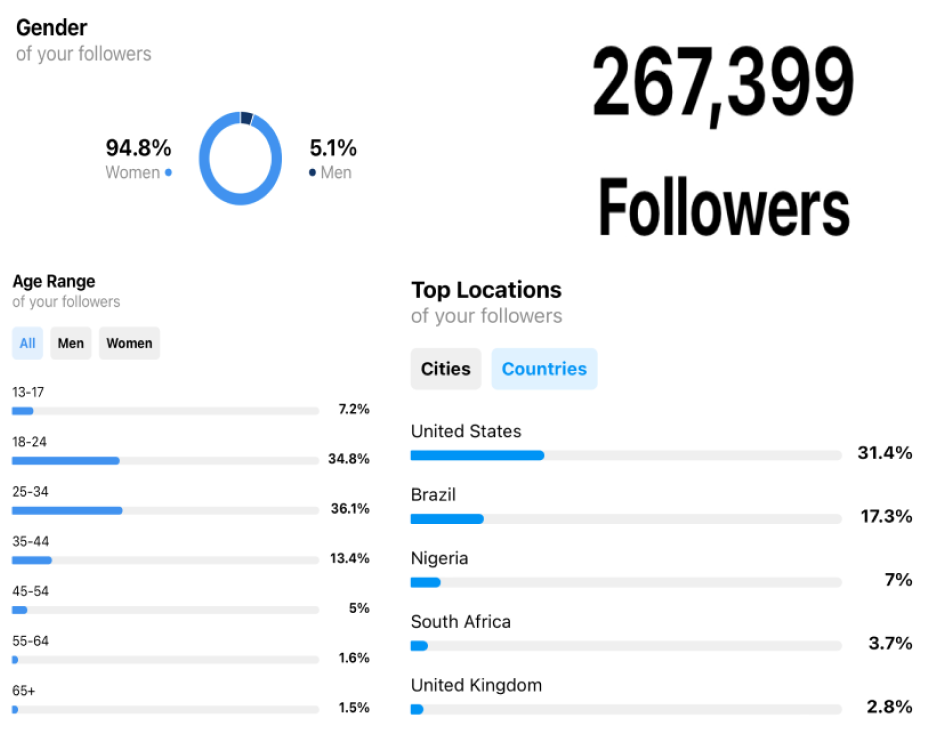 Gender
of your followers
267,399
Followers
94.8%
Women
5.1%
Men
Age Range
of your followers
All Men Women
13-17
7.2%
18-24
34.8%
25-34
36.1%
35-44
13.4%
45-54
5%
55-64
1.6%
65+
1.5%
Top Locations
of your followers
Cities Countries
United States
31.4%
Brazil
17.3%
Nigeria
7%
South Africa
3.7%
United Kingdom
2.8%